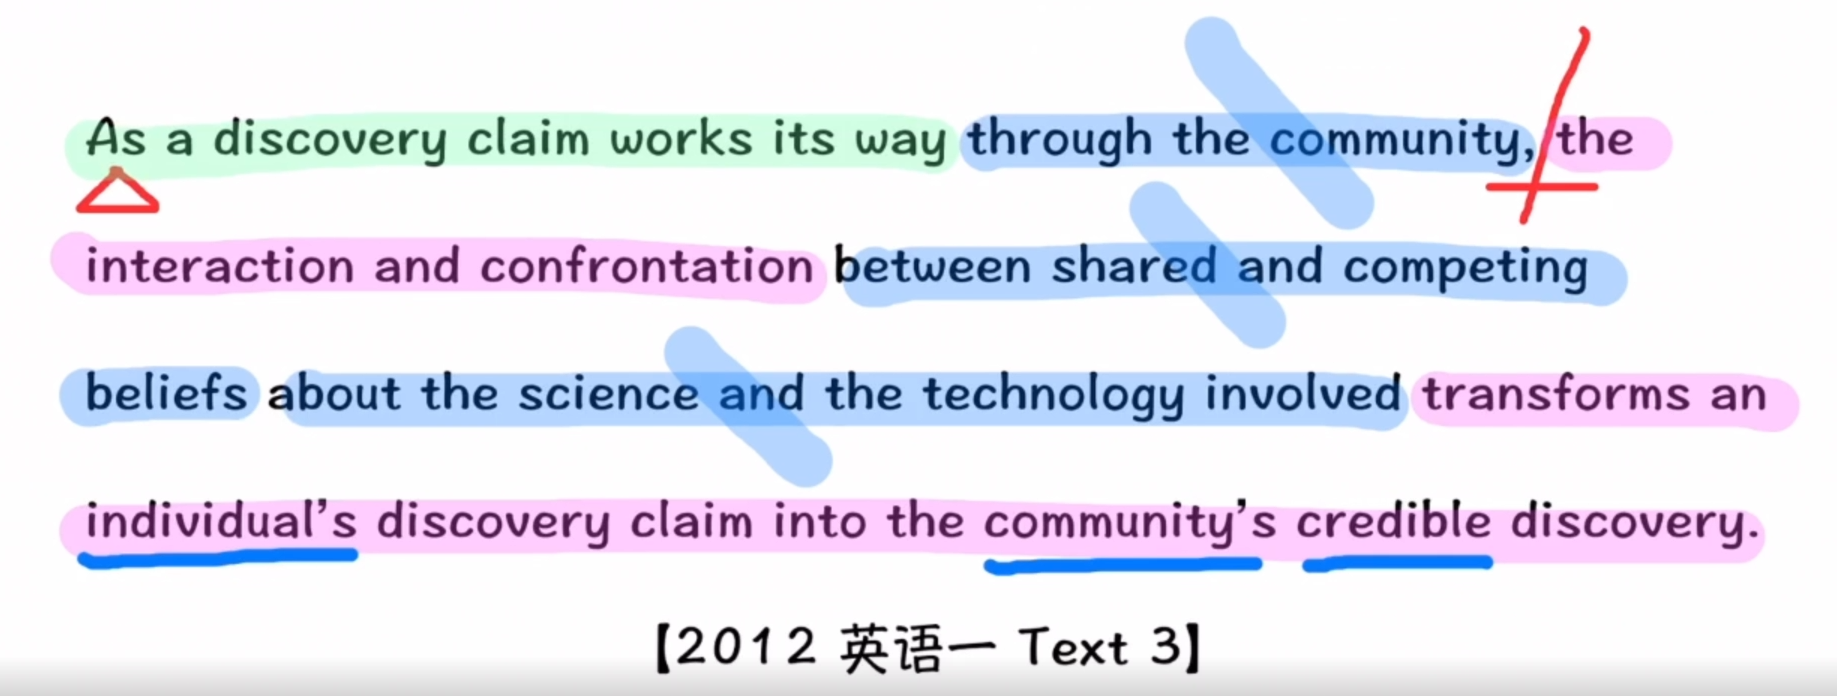 As a discovery claim works its way through the community, the
interaction and confrontation between shared and competing
beliefs about the science and the technology involved transforms an
individual's discovery claim into the community's credible discovery.
【2012 英语一 Text 3】